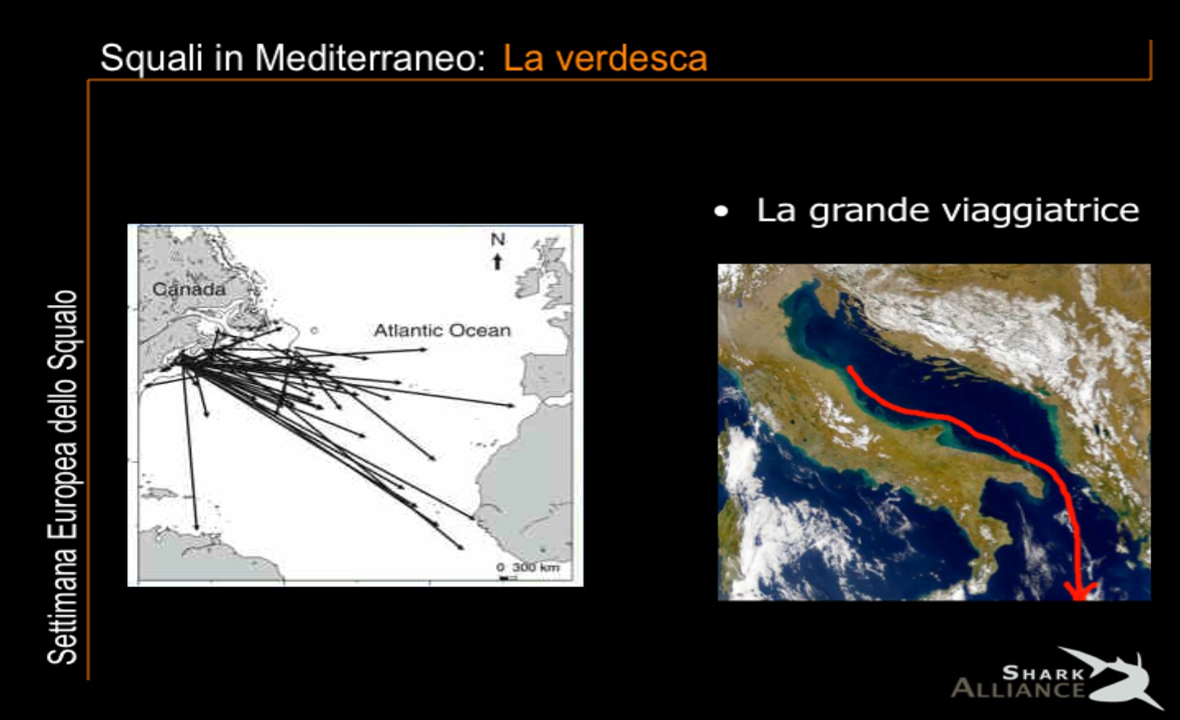 Squali in Mediterraneo: La verdesca
Settimana Europea dello Squalo
La grande viaggiatrice
N
Canada
Atlantic Ocean
0 300 km
SHARK
ALLIANCE